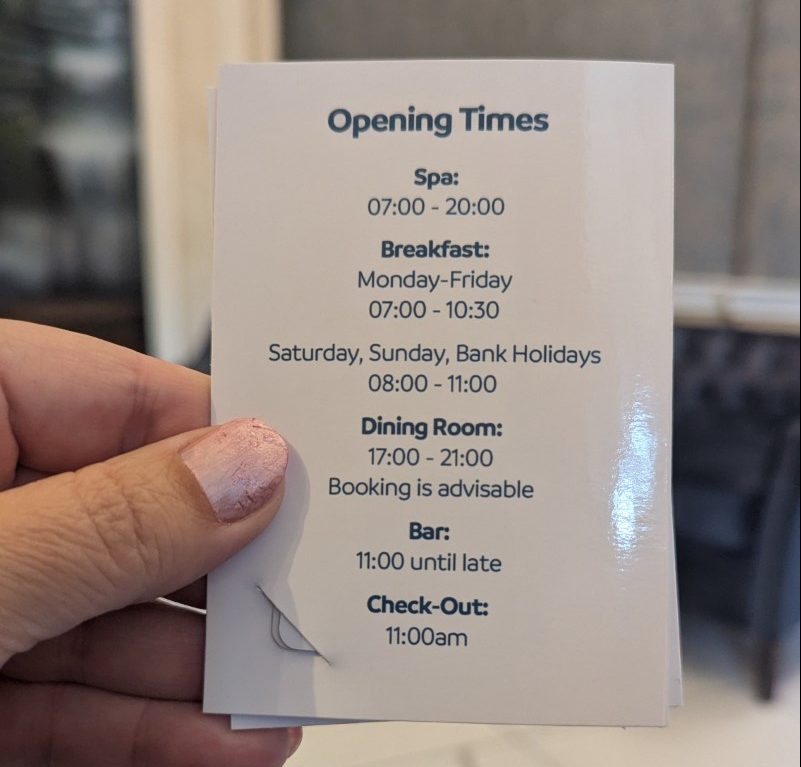 Opening Times
Spa:
07:00 - 20:00
Breakfast:
Monday-Friday
07:00 - 10:30
Saturday, Sunday, Bank Holidays
08:00 - 11:00
Dining Room:
17:00 - 21:00
Booking is advisable
Bar:
11:00 until late
Check-Out:
11:00am